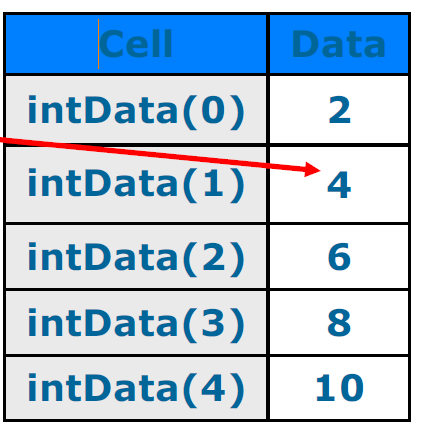 Cell Data
intData(0) 2
intData(1) 4
intData(2) 6
intData(3) 8
intData(4) 10